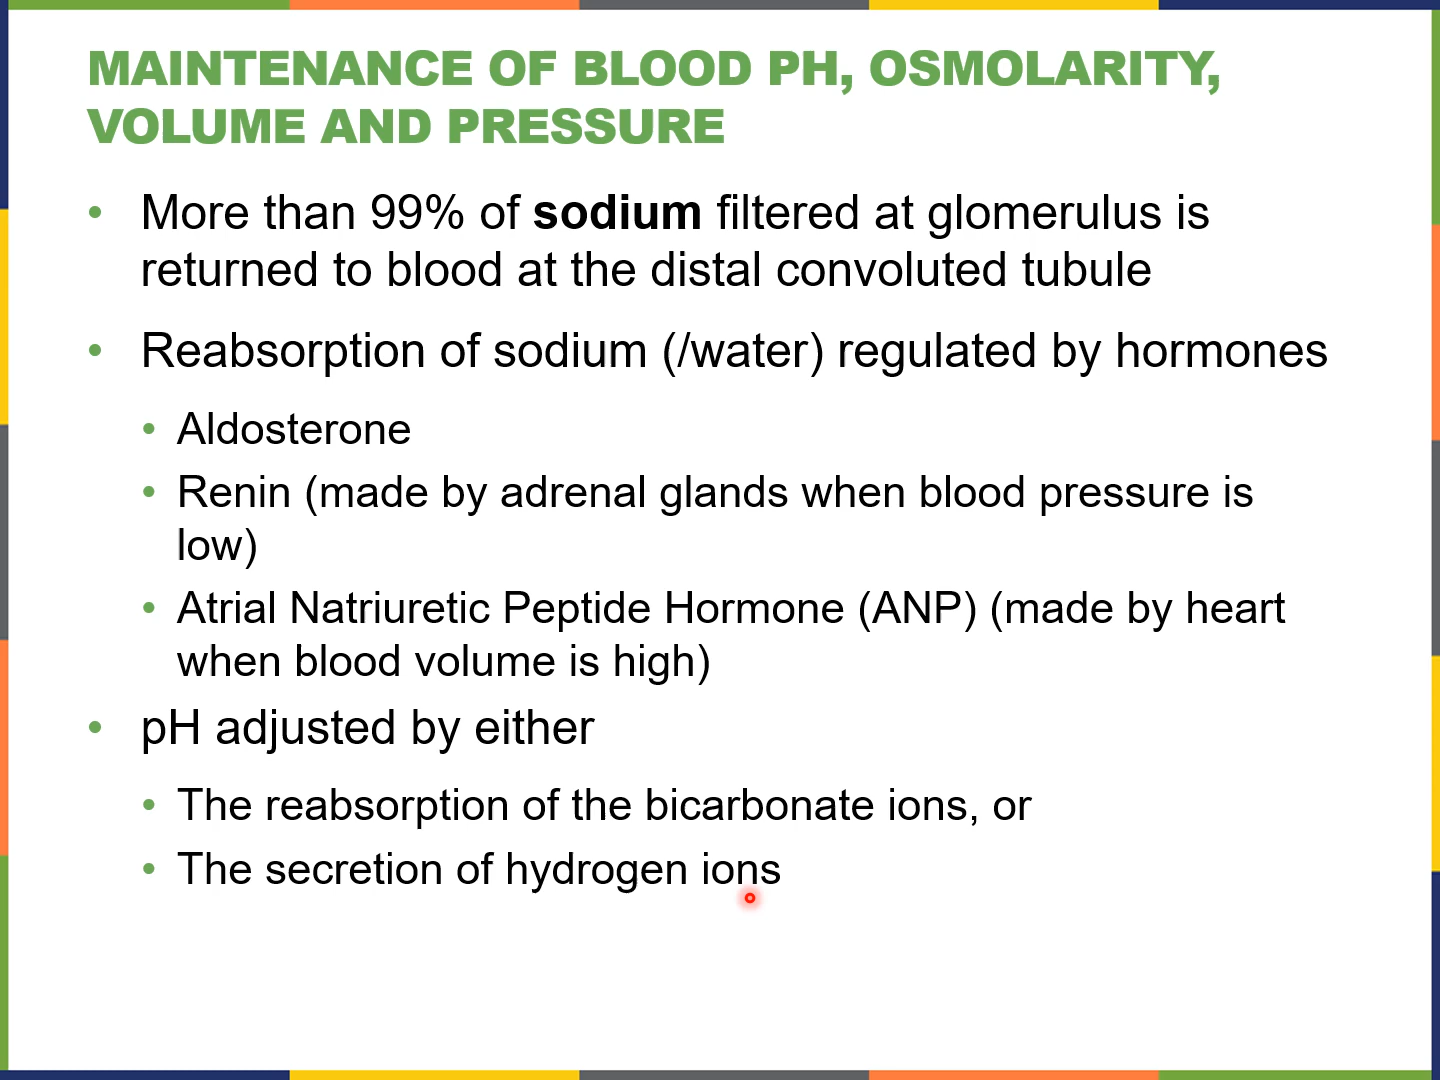 MAINTENANCE OF BLOOD PH, OSMOLARITY,
VOLUME AND PRESSURE
• More than 99% of sodium filtered at glomerulus is
returned to blood at the distal convoluted tubule
• Reabsorption of sodium (/water) regulated by hormones
• Aldosterone
• Renin (made by adrenal glands when blood pressure is
low)
• Atrial Natriuretic Peptide Hormone (ANP) (made by heart
when blood volume is high)
• pH adjusted by either
• The reabsorption of the bicarbonate ions, or
• The secretion of hydrogen ions